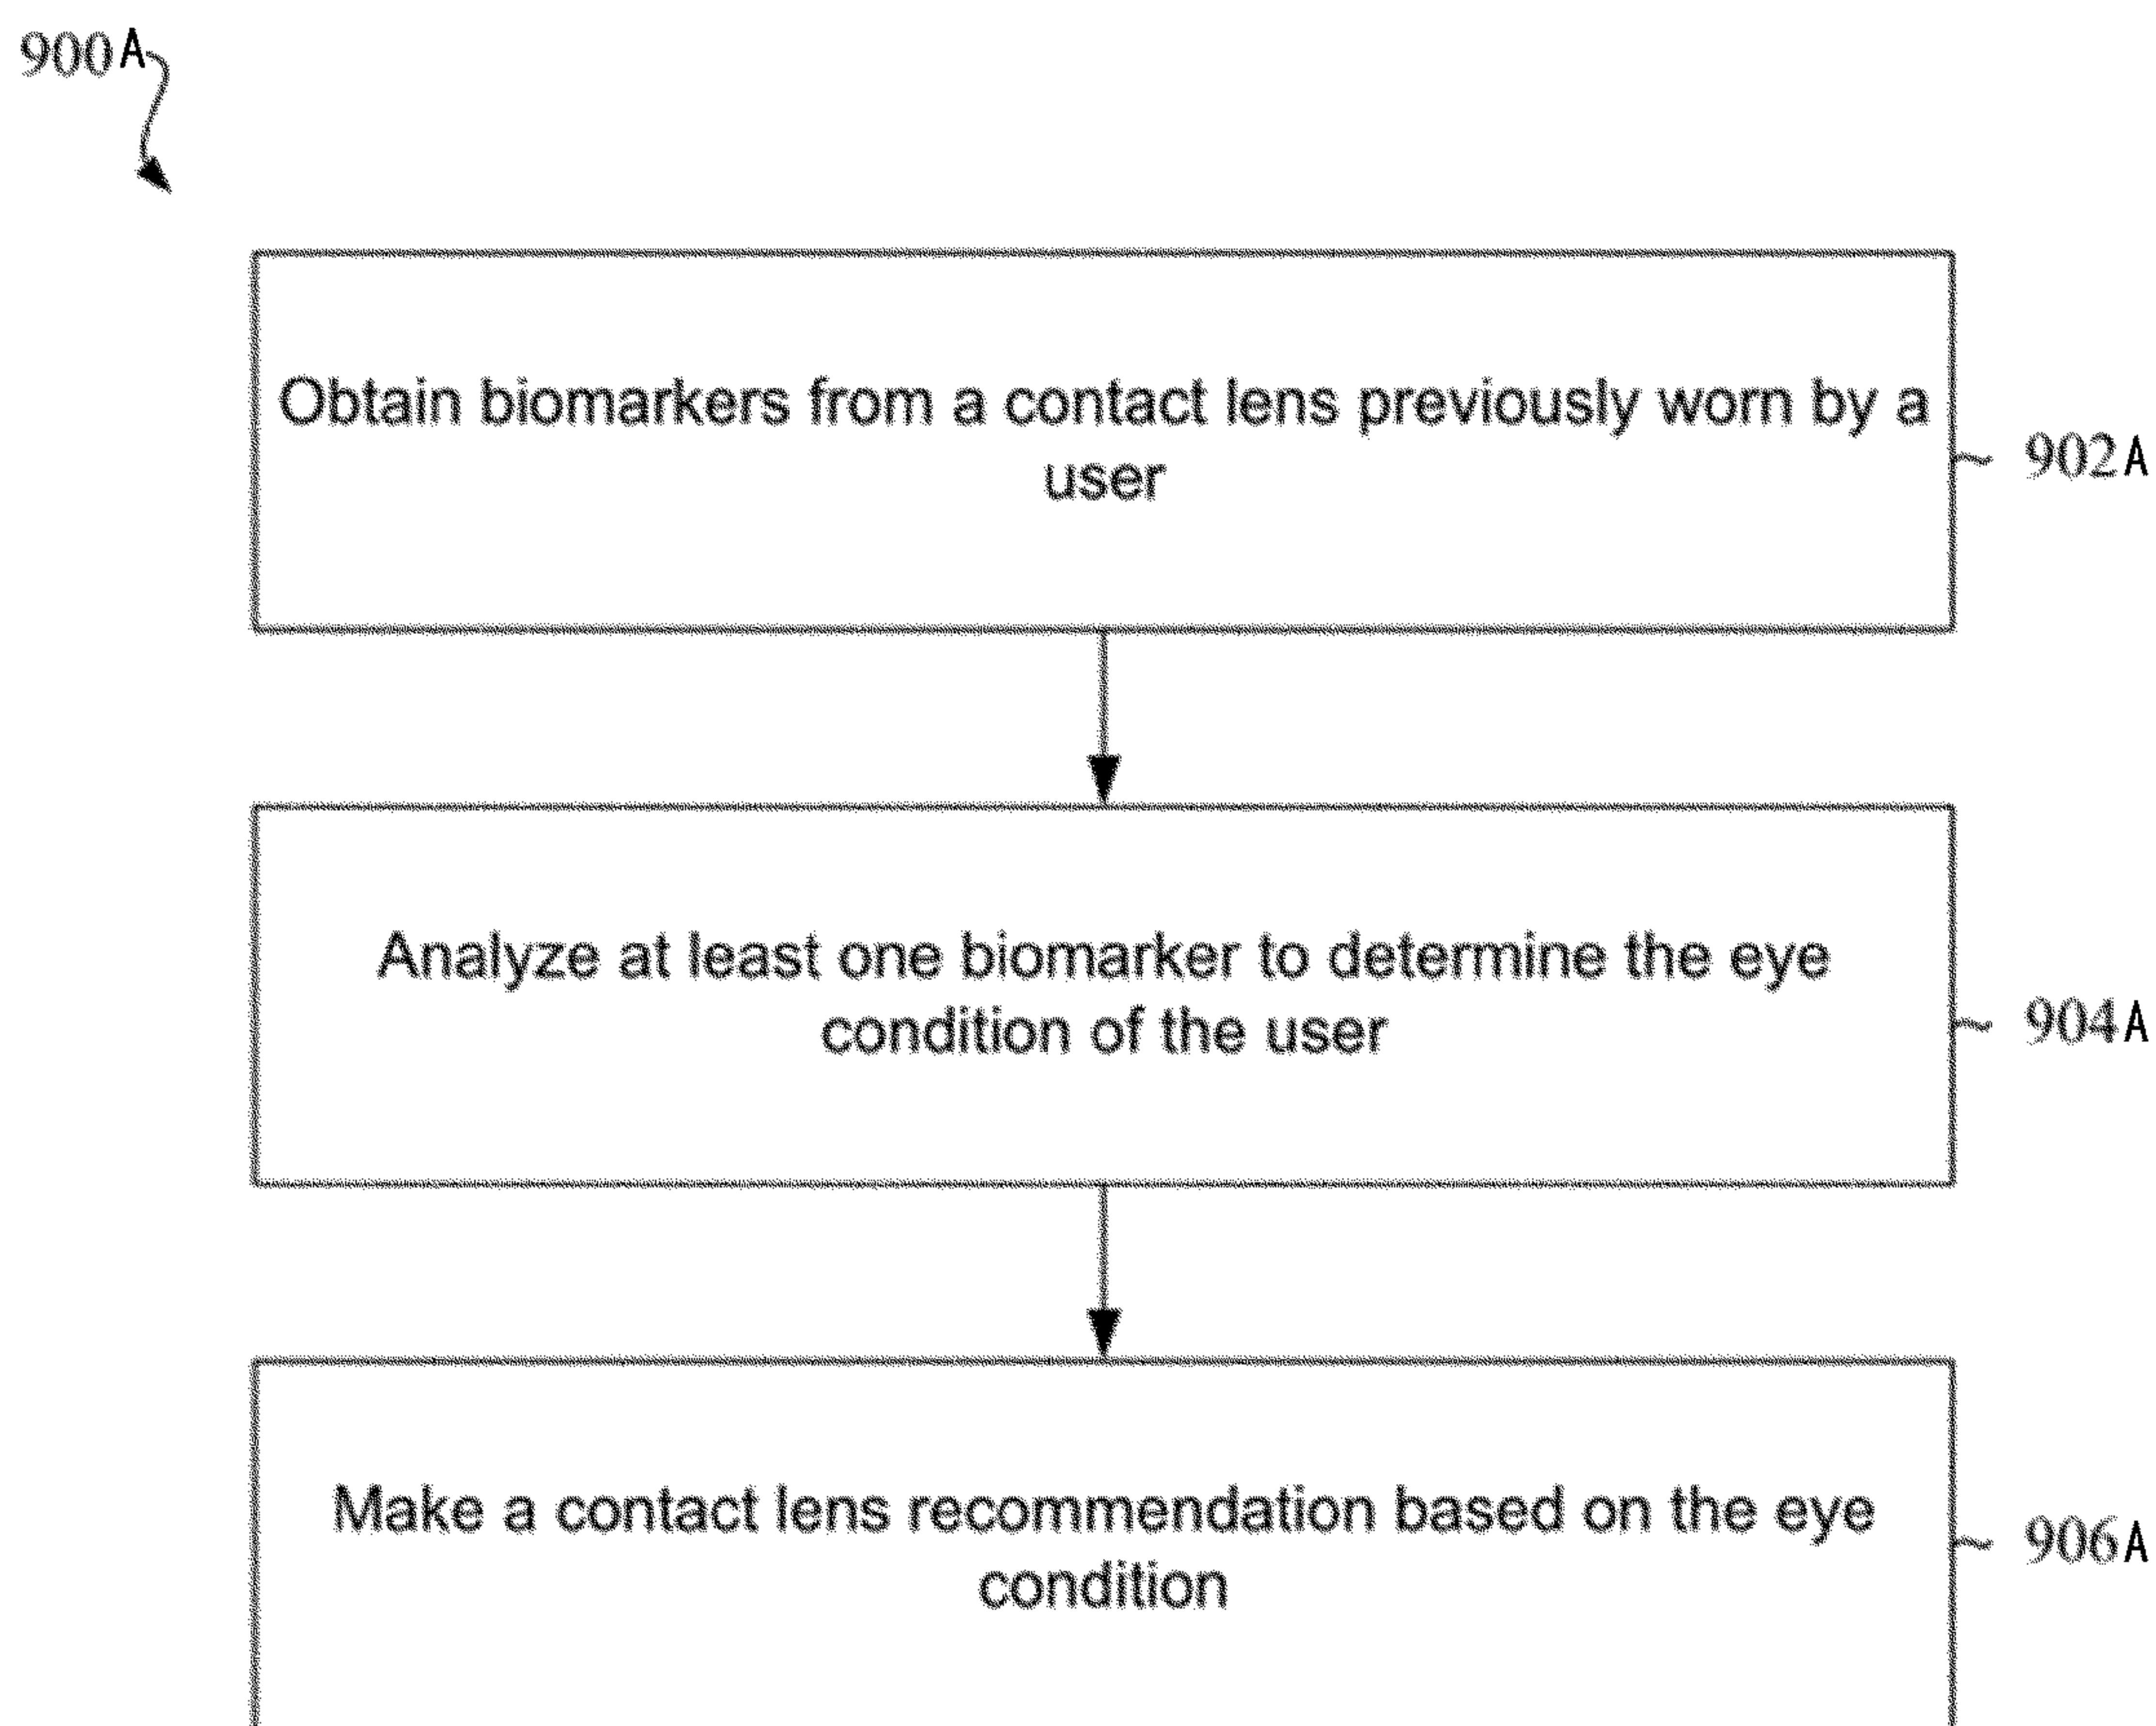 900A
Obtain biomarkers from a contact lens previously worn by a
user
902A
Analyze at least one biomarker to determine the eye
condition of the user
904A
Make a contact lens recommendation based on the eye
condition
906A